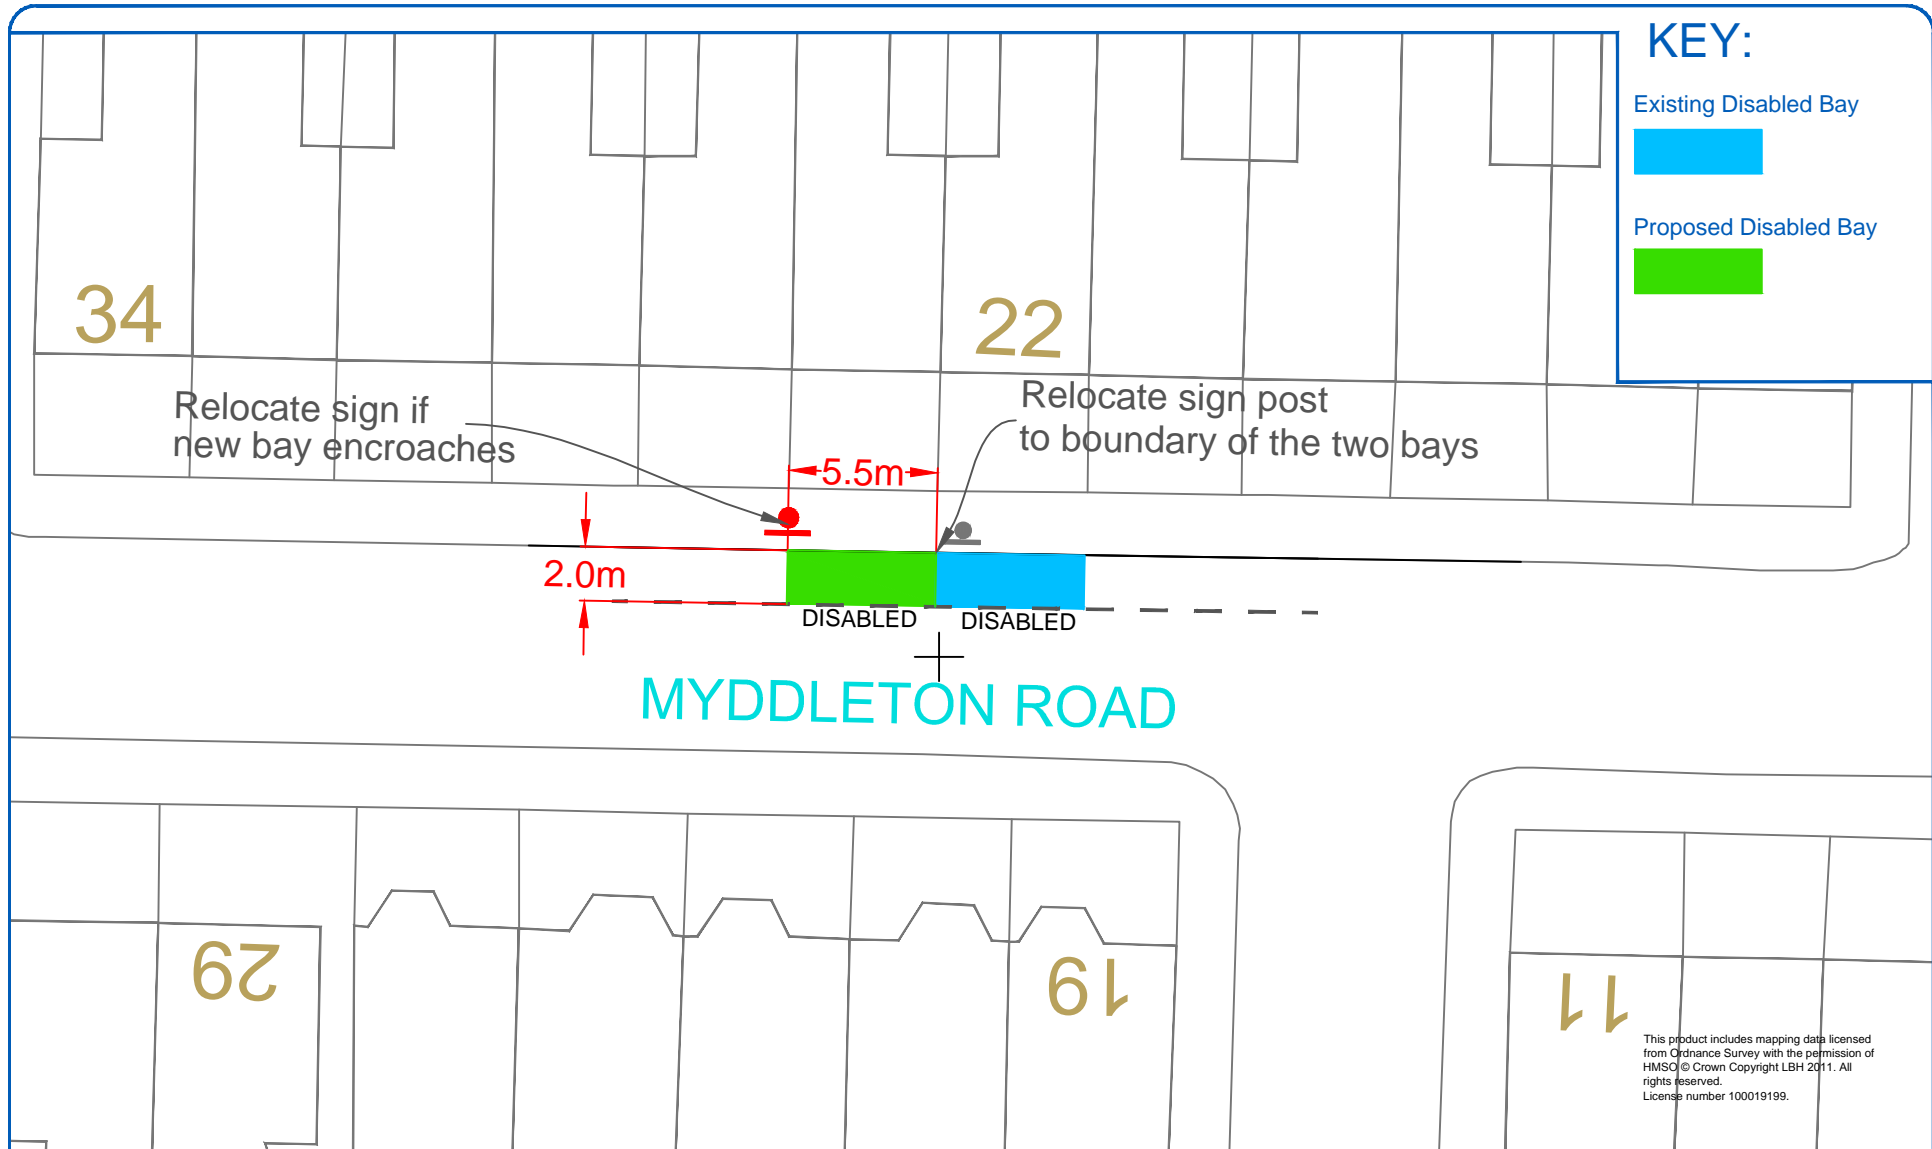 KEY:
Existing Disabled Bay
Proposed Disabled Bay
34
22
Relocate sign if
new bay encroaches
Relocate sign post
to boundary of the two bays
5.5m
2.0m
DISABLED
DISABLED
MYDDLETON ROAD
29
19
11
This product includes mapping data licensed
from Ordnance Survey with the permission of
HMSO © Crown Copyright LBH 2011. All
rights reserved.
License number 100019199.